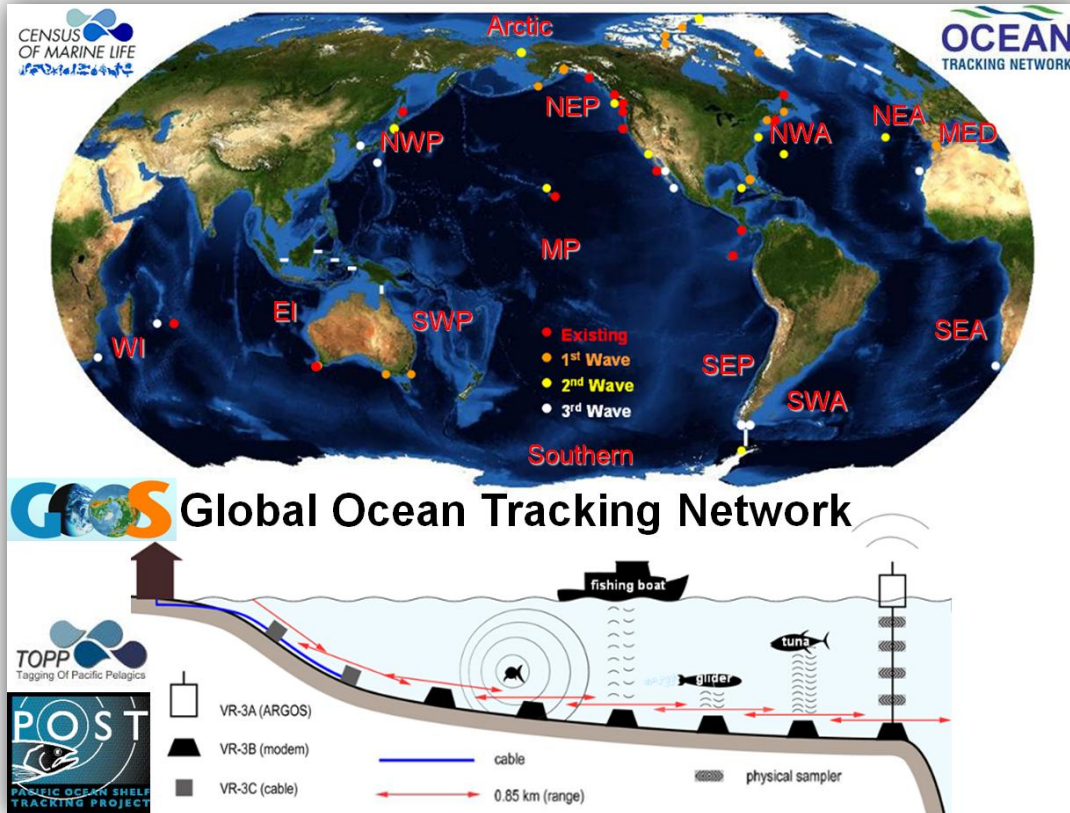 CENSUS
OF MARINE LIFE
Arctic
OCEAN
TRACKING NETWORK
NEP
NEA
NWP
NWA
MED
MP
EI
SWP
WI
SEA
Existing
1st Wave
2nd Wave
3rd Wave
SEP
SWA
Southern
GOOS
Global Ocean Tracking Network
fishing boat
tuna
glider
TOPP
Tagging Of Pacific Pelagics
POST
PACIFIC OCEAN SHELF
TRACKING PROJECT
VR-3A (ARGOS)
VR-3B (modem)
VR-3C (cable)
cable
0.85 km (range)
physical sampler